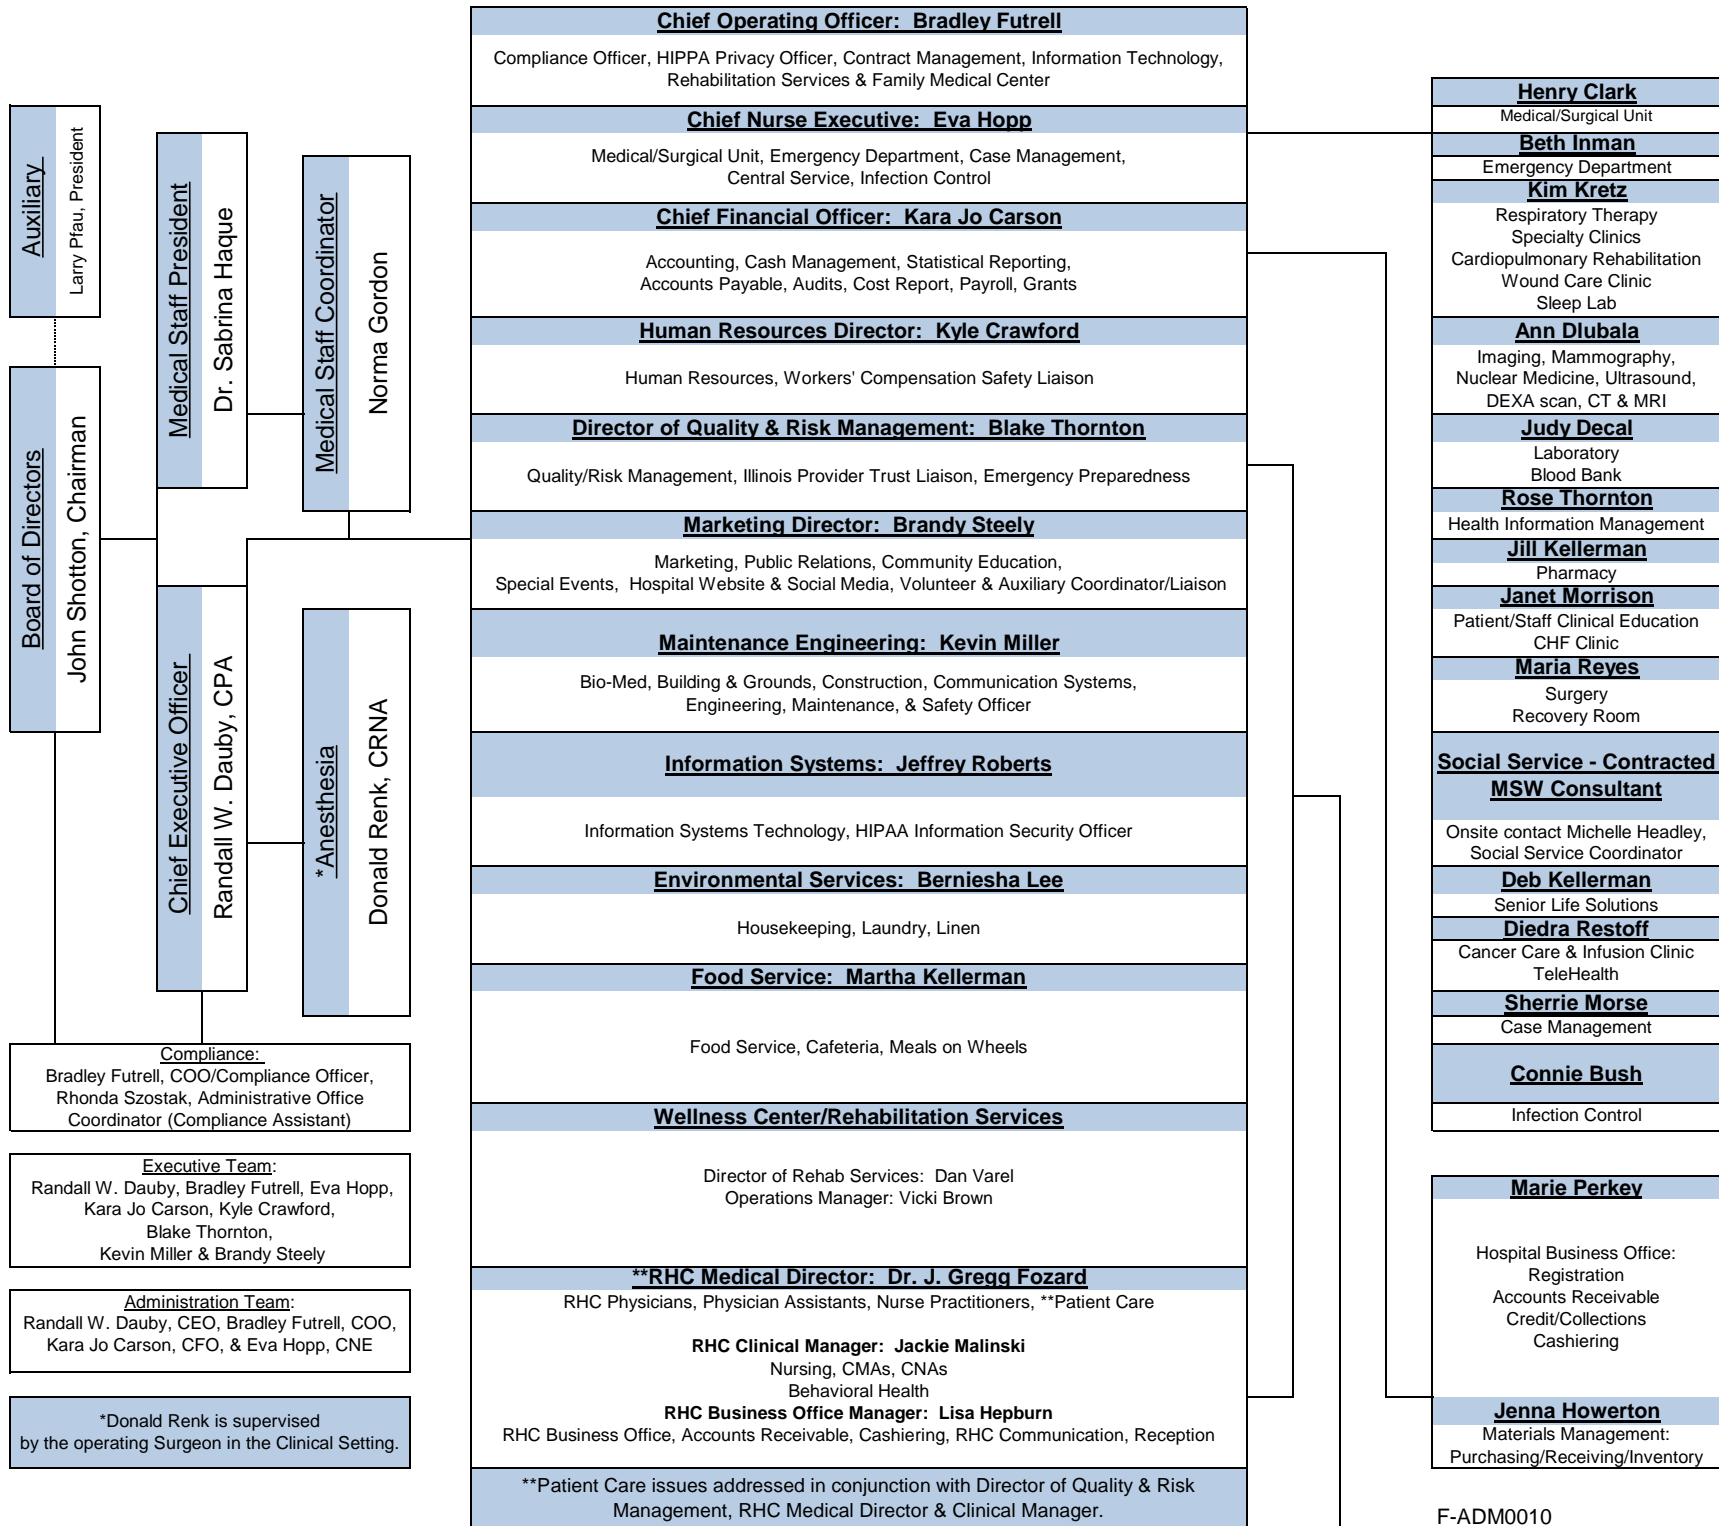 Auxiliary
Larry Pfau, President
Board of Directors
John Shotton, Chairman
Medical Staff President
Dr. Sabrina Haque
Chief Executive Officer
Randall W. Dauby, CPA
Medical Staff Coordinator
Norma Gordon
*Anesthesia
Donald Renk, CRNA
Compliance:
Bradley Futrell, COO/Compliance Officer,
Rhonda Szostak, Administrative Office
Coordinator (Compliance Assistant)
Executive Team:
Randall W. Dauby, Bradley Futrell, Eva Hopp,
Kara Jo Carson, Kyle Crawford,
Blake Thornton,
Kevin Miller & Brandy Steely
Administration Team:
Randall W. Dauby, CEO, Bradley Futrell, COO,
Kara Jo Carson, CFO, & Eva Hopp, CNE
*Donald Renk is supervised
by the operating Surgeon in the Clinical Setting.
Chief Operating Officer: Bradley Futrell
Compliance Officer, HIPPA Privacy Officer, Contract Management, Information Technology,
Rehabilitation Services & Family Medical Center
Chief Nurse Executive: Eva Hopp
Medical/Surgical Unit, Emergency Department, Case Management,
Central Service, Infection Control
Chief Financial Officer: Kara Jo Carson
Accounting, Cash Management, Statistical Reporting,
Accounts Payable, Audits, Cost Report, Payroll, Grants
Human Resources Director: Kyle Crawford
Human Resources, Workers' Compensation Safety Liaison
Director of Quality & Risk Management: Blake Thornton
Quality/Risk Management, Illinois Provider Trust Liaison, Emergency Preparedness
Marketing Director: Brandy Steely
Marketing, Public Relations, Community Education,
Special Events, Hospital Website & Social Media, Volunteer & Auxiliary Coordinator/Liaison
Maintenance Engineering: Kevin Miller
Bio-Med, Building & Grounds, Construction, Communication Systems,
Engineering, Maintenance, & Safety Officer
Information Systems: Jeffrey Roberts
Information Systems Technology, HIPAA Information Security Officer
Environmental Services: Berniesha Lee
Housekeeping, Laundry, Linen
Food Service: Martha Kellerman
Food Service, Cafeteria, Meals on Wheels
Wellness Center/Rehabilitation Services
Director of Rehab Services: Dan Varel
Operations Manager: Vicki Brown
**RHC Medical Director: Dr. J. Gregg Fozard
RHC Physicians, Physician Assistants, Nurse Practitioners, **Patient Care
RHC Clinical Manager: Jackie Malinski
Nursing, CMAs, CNAs
Behavioral Health
RHC Business Office Manager: Lisa Hepburn
RHC Business Office, Accounts Receivable, Cashiering, RHC Communication, Reception
**Patient Care issues addressed in conjunction with Director of Quality & Risk
Management, RHC Medical Director & Clinical Manager.
Henry Clark
Medical/Surgical Unit
Beth Inman
Emergency Department
Kim Kretz
Respiratory Therapy
Specialty Clinics
Cardiopulmonary Rehabilitation
Wound Care Clinic
Sleep Lab
Ann Dlubala
Imaging, Mammography,
Nuclear Medicine, Ultrasound,
DEXA scan, CT & MRI
Judy Decal
Laboratory
Blood Bank
Rose Thornton
Health Information Management
Jill Kellerman
Pharmacy
Janet Morrison
Patient/Staff Clinical Education
CHF Clinic
Maria Reyes
Surgery
Recovery Room
Social Service - Contracted
MSW Consultant
Onsite contact Michelle Headley,
Social Service Coordinator
Deb Kellerman
Senior Life Solutions
Diedra Restoff
Cancer Care & Infusion Clinic
TeleHealth
Sherrie Morse
Case Management
Connie Bush
Infection Control
Marie Perkey
Hospital Business Office:
Registration
Accounts Receivable
Credit/Collections
Cashiering
Jenna Howerton
Materials Management:
Purchasing/Receiving/Inventory
F-ADM0010